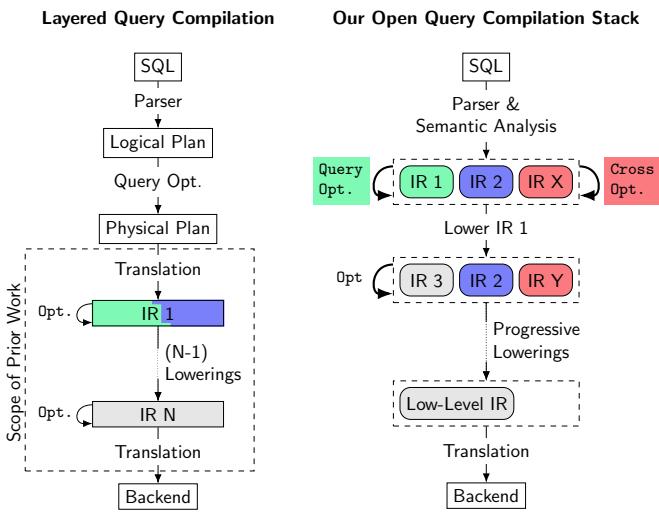 Layered Query Compilation
SQL
Parser
Logical Plan
Query Opt.
Physical Plan
Scope of Prior Work
Translation
Opt.
IR 1
(N-1)
Lowerings
Opt.
IR N
Translation
Backend
Our Open Query Compilation Stack
SQL
Parser &
Semantic Analysis
Query
Opt.
IR 1
IR 2
IR X
Cross
Opt.
Lower IR 1
Opt
IR 3
IR 2
IR Y
Progressive
Lowerings
Low-Level IR
Translation
Backend